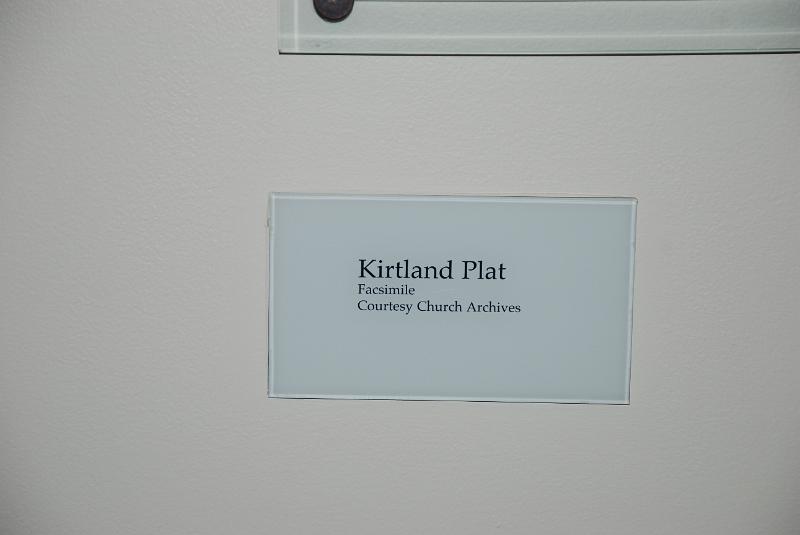 Kirtland Plat
Facsimile
Courtesy Church Archives